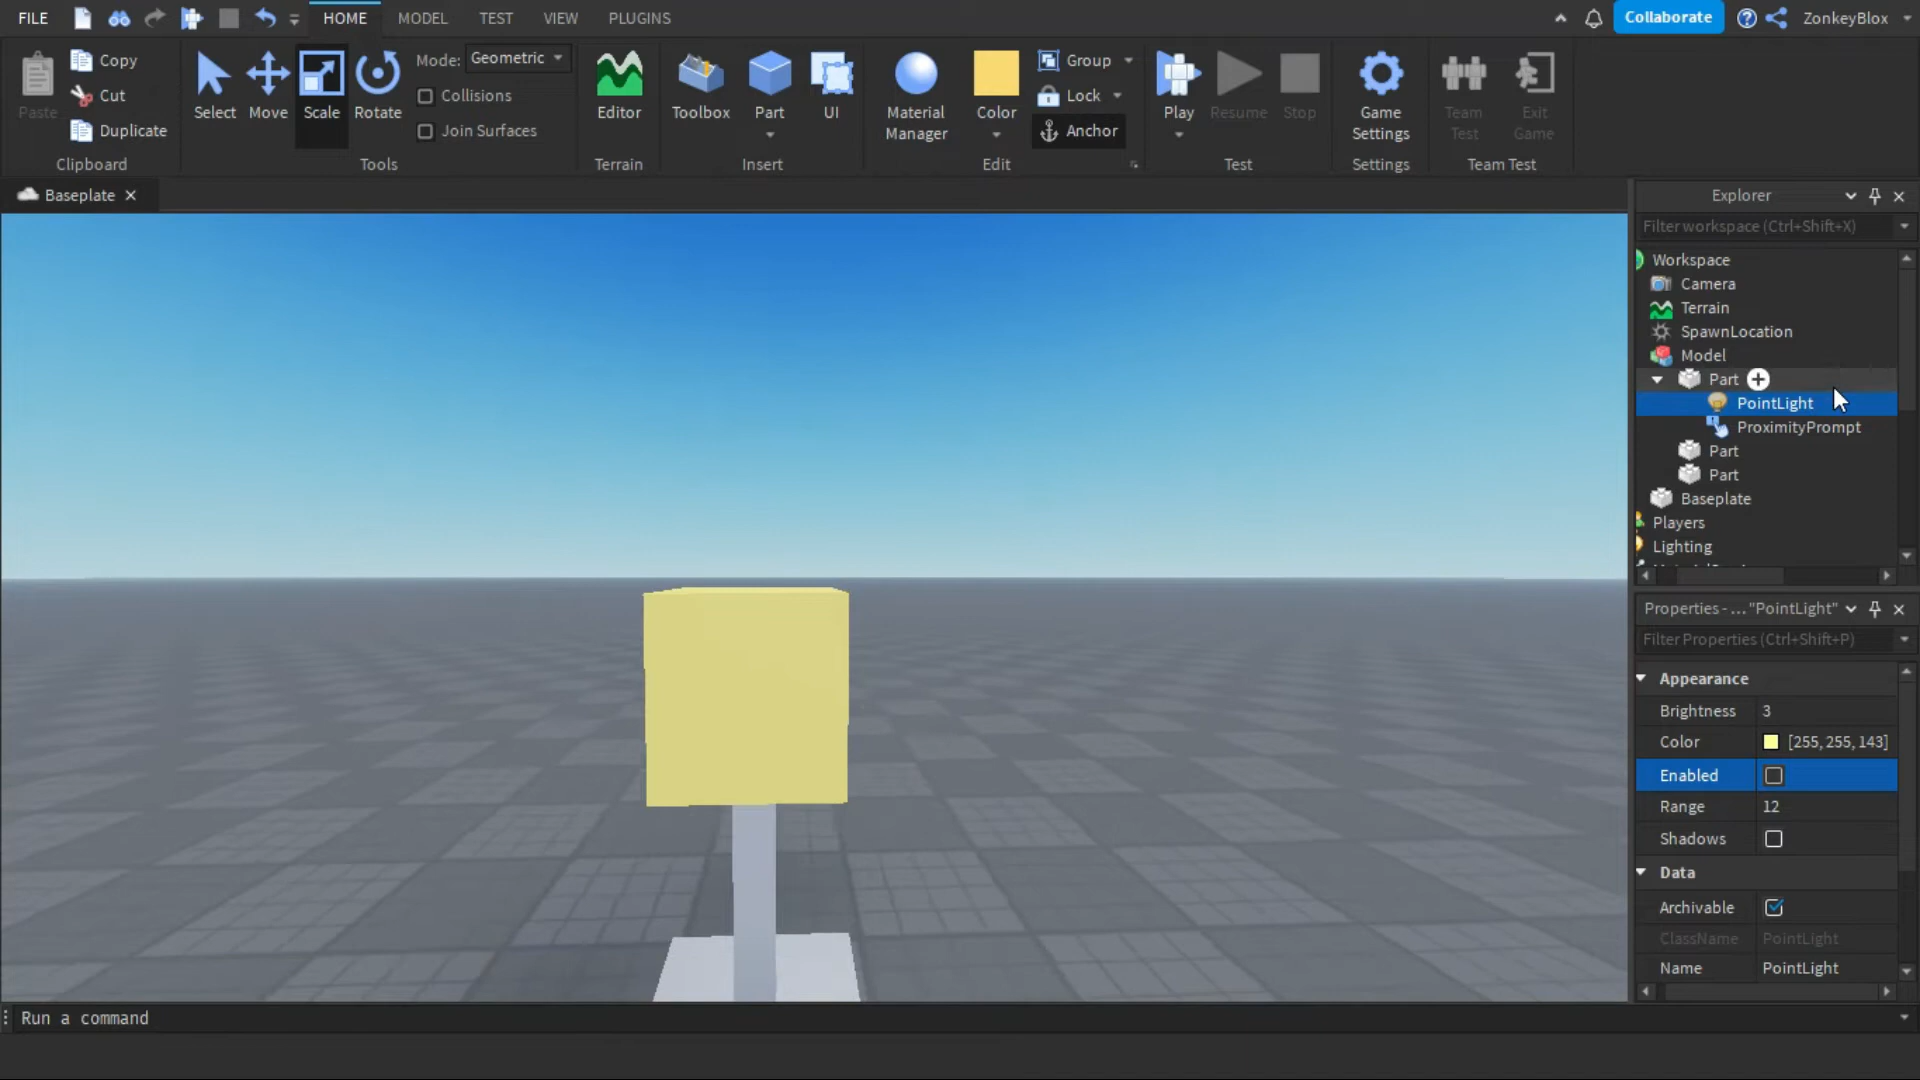 FILE HOME MODEL TEST VIEW PLUGINS Collaborate ZonkeyBlox
Copy Mode: Geometric Group
Cut Collisions Lock
Paste Duplicate Select Move Scale Rotate Join Surfaces Editor Toolbox Part UI Material Manager Color Anchor Play Resume Stop Game Settings Team Test Exit Game
Clipboard Tools Terrain Insert Edit Test Settings Team Test
Baseplate
Explorer
Filter workspace (Ctrl+Shift+X)
Workspace
Camera
Terrain
SpawnLocation
Model
Part
PointLight
ProximityPrompt
Part
Part
Baseplate
Players
Lighting
Properties - ... "PointLight"
Filter Properties (Ctrl+Shift+P)
Appearance
Brightness 3
Color [255, 255, 143]
Enabled
Range 12
Shadows
Data
Archivable
ClassName PointLight
Name PointLight
Run a command